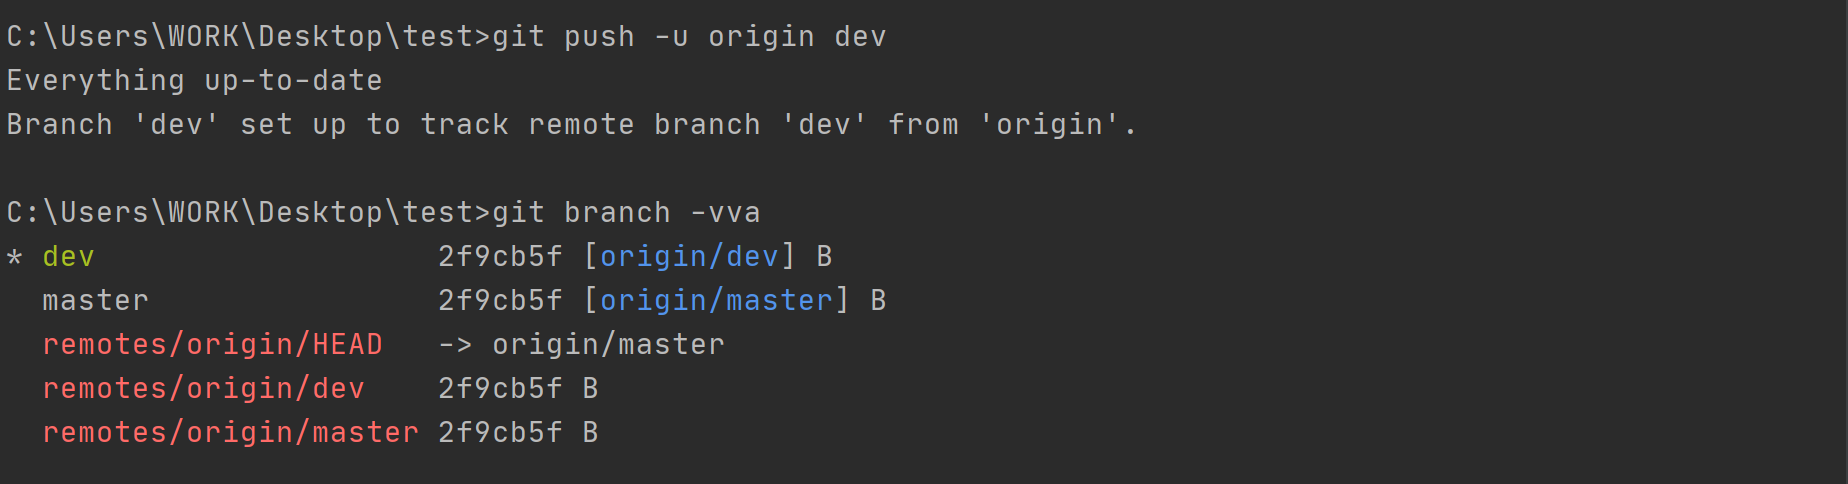 C:\Users\WORK\Desktop\test>git push -u origin dev
Everything up-to-date
Branch 'dev' set up to track remote branch 'dev' from 'origin'.
C:\Users\WORK\Desktop\test>git branch -vva
* dev                   2f9cb5f [origin/dev] B
  master                2f9cb5f [origin/master] B
  remotes/origin/HEAD   -> origin/master
  remotes/origin/dev    2f9cb5f B
  remotes/origin/master 2f9cb5f B